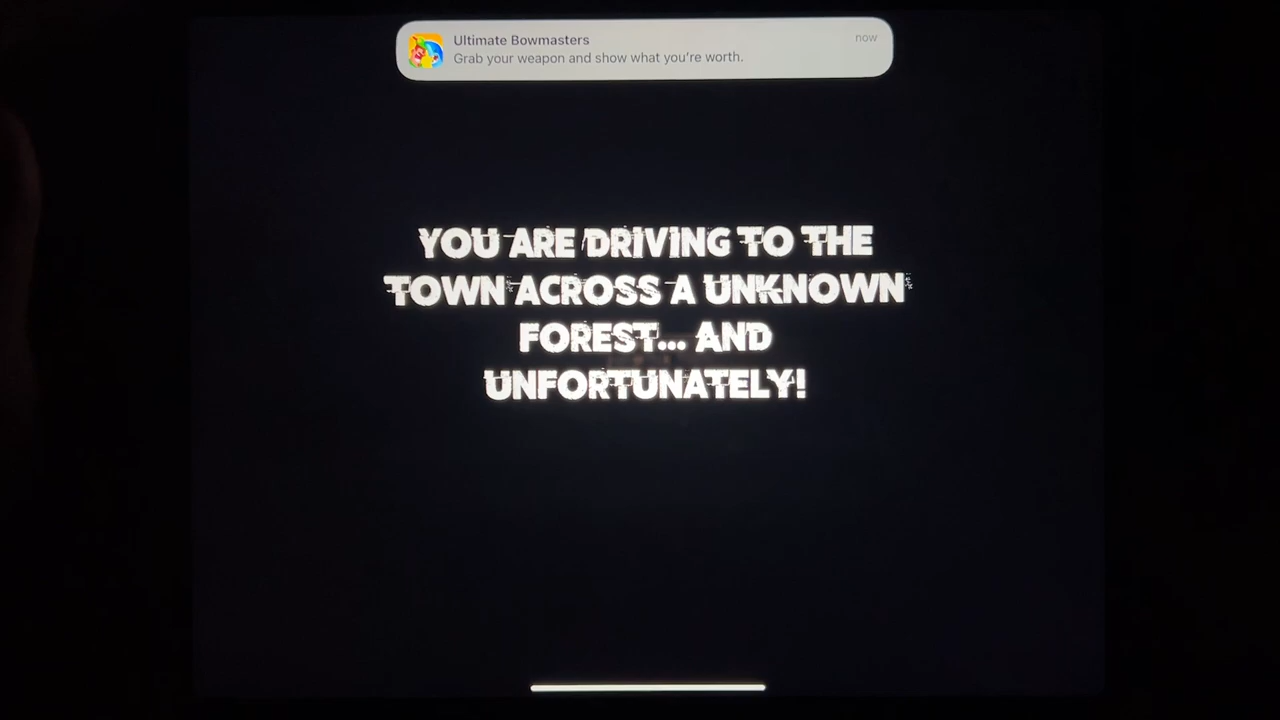 Ultimate Bowmasters
now
Grab your weapon and show what you're worth.
YOU ARE DRIVING TO THE
TOWN ACROSS A UNKNOWN
FOREST... AND
UNFORTUNATELY!